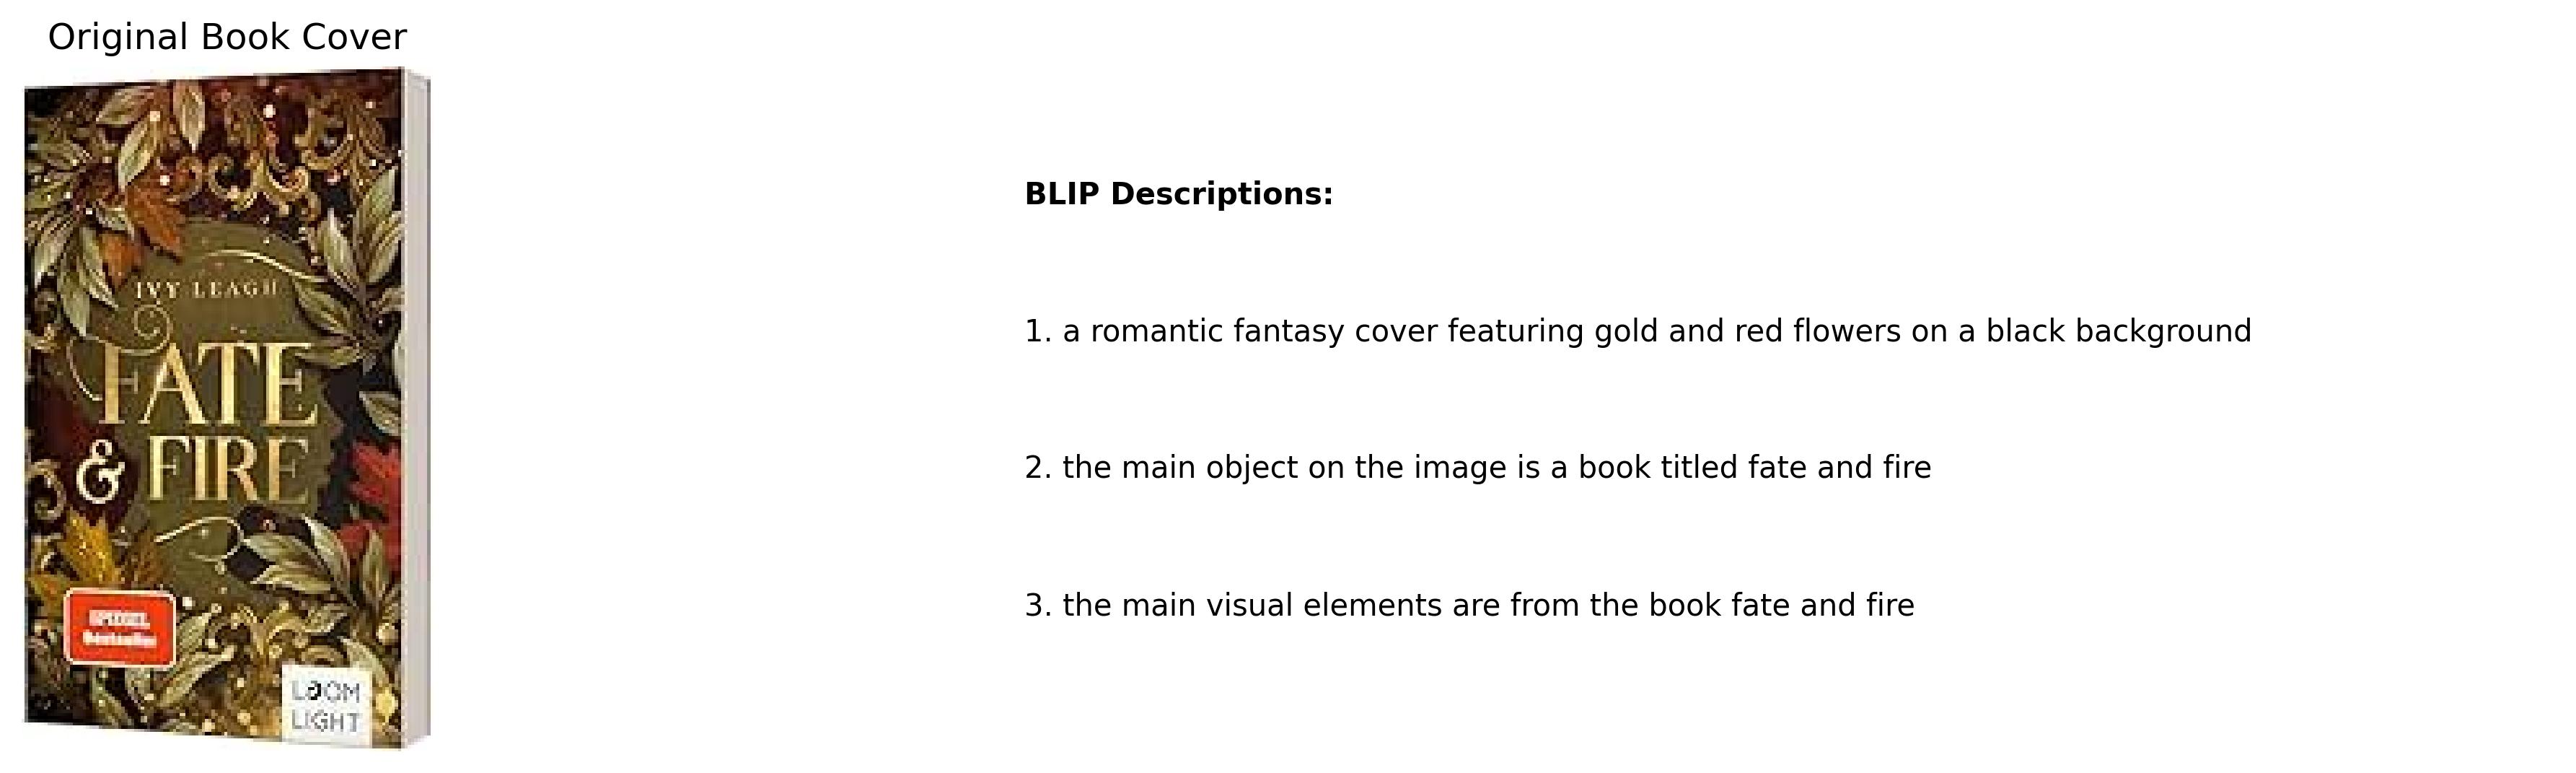 Original Book Cover
IVY LEAGH
FATE
& FIRE
SPIEGEL
Bestseller
LOOM
LIGHT
BLIP Descriptions:
1. a romantic fantasy cover featuring gold and red flowers on a black background
2. the main object on the image is a book titled fate and fire
3. the main visual elements are from the book fate and fire